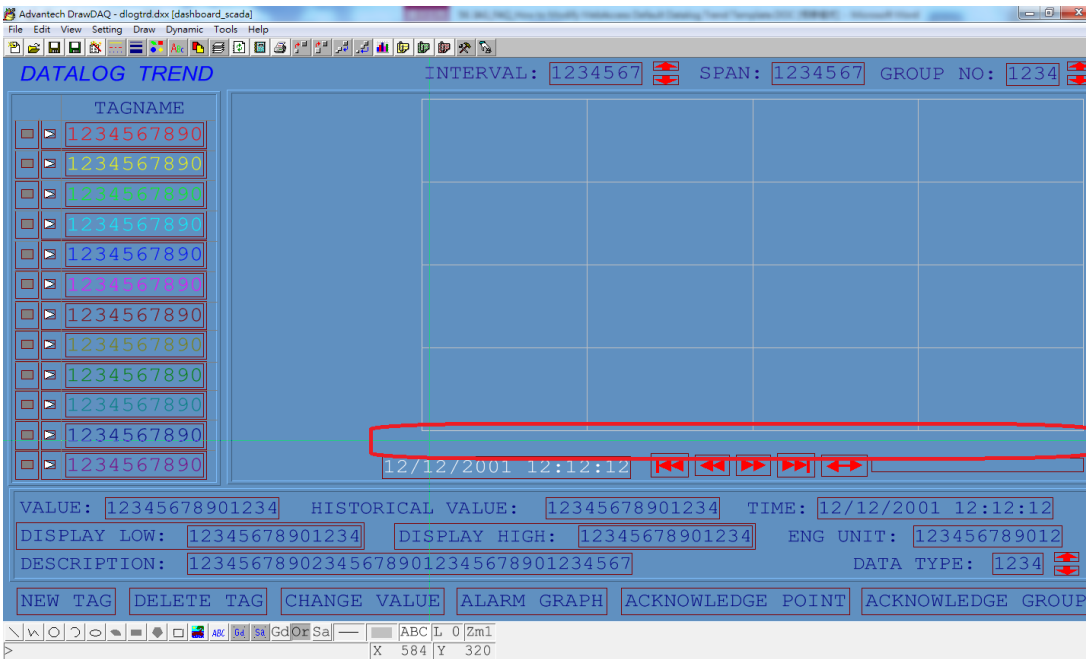 Advantech DrawDAQ - dlogtrd.dxx [dashboard_scada]
File Edit View Setting Draw Dynamic Tools Help
DATALOG TREND INTERVAL: 1234567 SPAN: 1234567 GROUP NO: 1234
TAGNAME
1234567890
1234567890
1234567890
1234567890
1234567890
1234567890
1234567890
1234567890
1234567890
1234567890
1234567890
1234567890
12/12/2001 12:12:12
VALUE: 12345678901234 HISTORICAL VALUE: 12345678901234 TIME: 12/12/2001 12:12:12
DISPLAY LOW: 12345678901234 DISPLAY HIGH: 12345678901234 ENG UNIT: 123456789012
DESCRIPTION: 123456789023456789012345678901234567 DATA TYPE: 1234
NEW TAG DELETE TAG CHANGE VALUE ALARM GRAPH ACKNOWLEDGE POINT ACKNOWLEDGE GROUP
ABC Gd Sa Gd Or Sa ABC L 0 Zm1
> X 584 Y 320